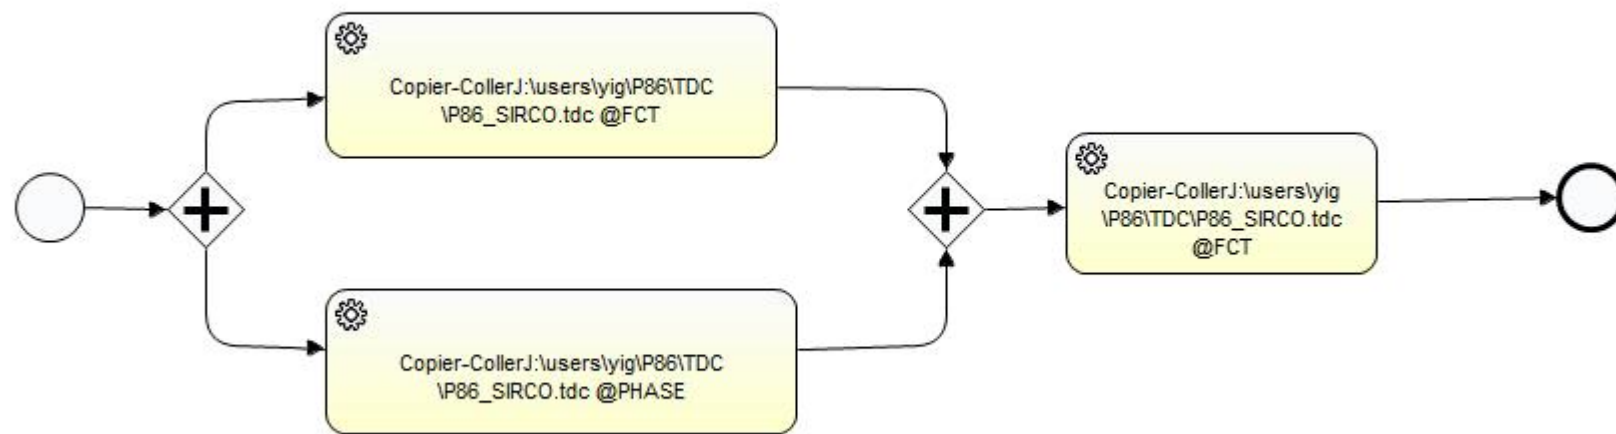 Copier-CollerJ:\users\yig\P86\TDC
\P86_SIRCO.tdc @FCT
Copier-CollerJ:\users\yig\P86\TDC
\P86_SIRCO.tdc @PHASE
Copier-CollerJ:\users\yig
\P86\TDC\P86_SIRCO.tdc
@FCT